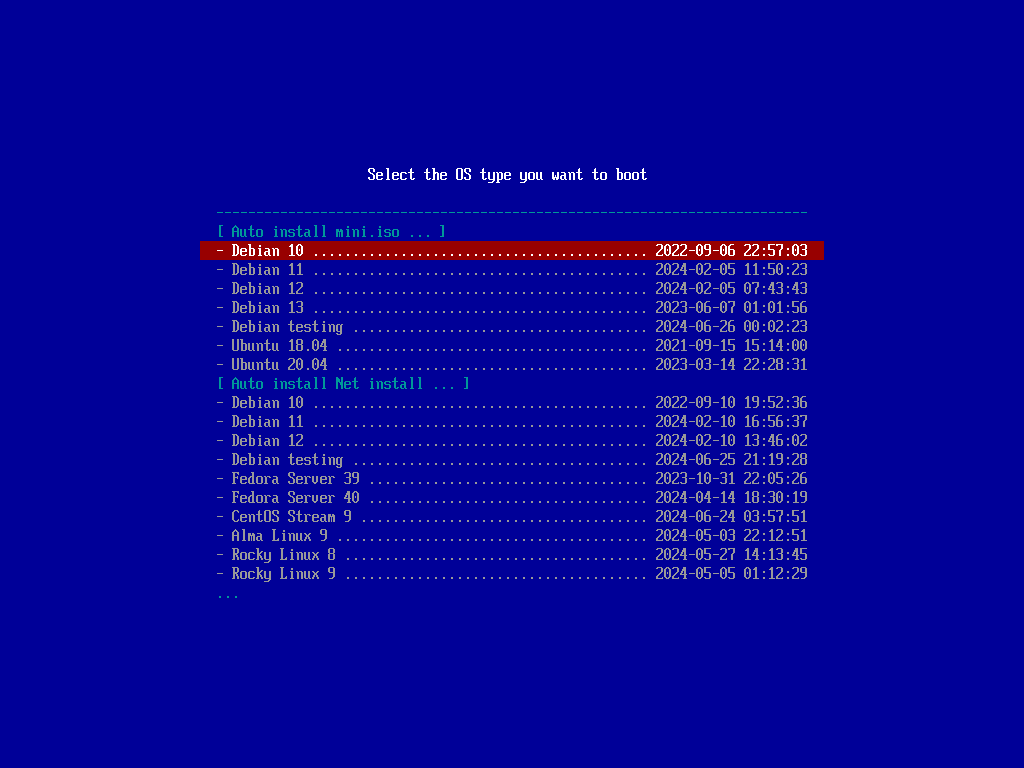 Select the OS type you want to boot
--------------------------------------------------------------------------
[ Auto install mini.iso ... ]
- Debian 10 .......................................... 2022-09-06 22:57:03
- Debian 11 .......................................... 2024-02-05 11:50:23
- Debian 12 .......................................... 2024-02-05 07:43:43
- Debian 13 .......................................... 2023-06-07 01:01:56
- Debian testing ..................................... 2024-06-26 00:02:23
- Ubuntu 18.04 ....................................... 2021-09-15 15:14:00
- Ubuntu 20.04 ....................................... 2023-03-14 22:28:31
[ Auto install Net install ... ]
- Debian 10 .......................................... 2022-09-10 19:52:36
- Debian 11 .......................................... 2024-02-10 16:56:37
- Debian 12 .......................................... 2024-02-10 13:46:02
- Debian testing ..................................... 2024-06-25 21:19:28
- Fedora Server 39 ................................... 2023-10-31 22:05:26
- Fedora Server 40 ................................... 2024-04-14 18:30:19
- CentOS Stream 9 .................................... 2024-06-24 03:57:51
- Alma Linux 9 ....................................... 2024-05-03 22:12:51
- Rocky Linux 8 ...................................... 2024-05-27 14:13:45
- Rocky Linux 9 ...................................... 2024-05-05 01:12:29
...